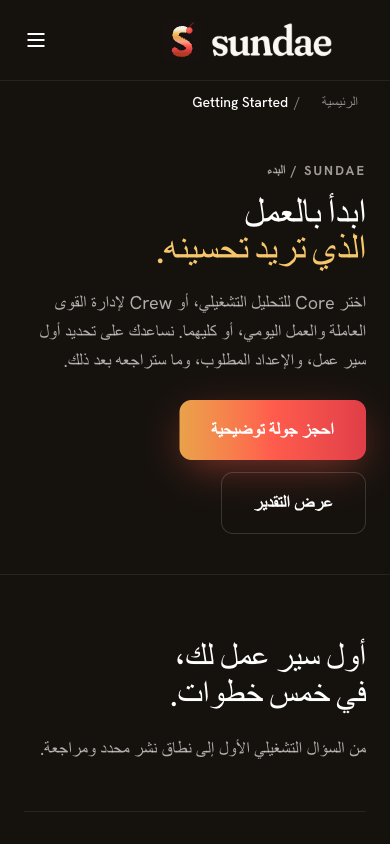 sundae
الرئيسية / Getting Started
SUNDAE / البدء
ابدأ بالعمل
الذي تريد تحسينه.
اختر Core للتحليل التشغيلي، أو Crew لإدارة القوى
العاملة والعمل اليومي، أو كليهما. نساعدك على تحديد أول
سير عمل، والإعداد المطلوب، وما ستراجعه بعد ذلك.
احجز جولة توضيحية
عرض التقدير
أول سير عمل لك،
في خمس خطوات.
من السؤال التشغيلي الأول إلى نطاق نشر محدد ومراجعة.